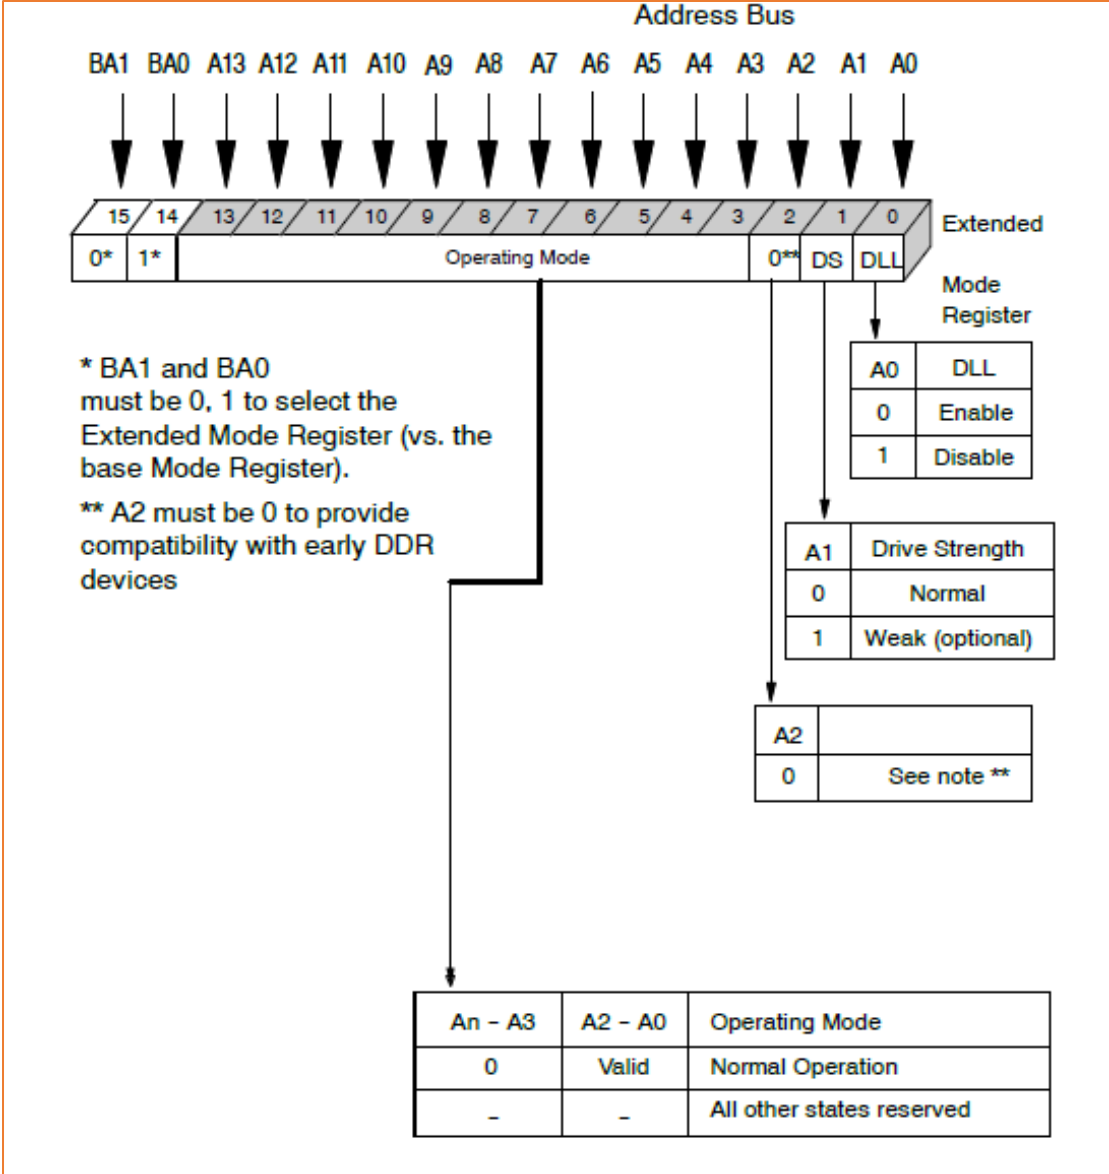 Address Bus
BA1 BA0 A13 A12 A11 A10 A9 A8 A7 A6 A5 A4 A3 A2 A1 A0
15 14 13 12 11 10 9 8 7 6 5 4 3 2 1 0
Extended
0* 1* Operating Mode 0** DS DLL
Mode
Register
A0 DLL
0 Enable
1 Disable
* BA1 and BA0
must be 0, 1 to select the
Extended Mode Register (vs. the
base Mode Register).
** A2 must be 0 to provide
compatibility with early DDR
devices
A1 Drive Strength
0 Normal
1 Weak (optional)
A2
0 See note **
An - A3 A2 - A0 Operating Mode
0 Valid Normal Operation
- - All other states reserved